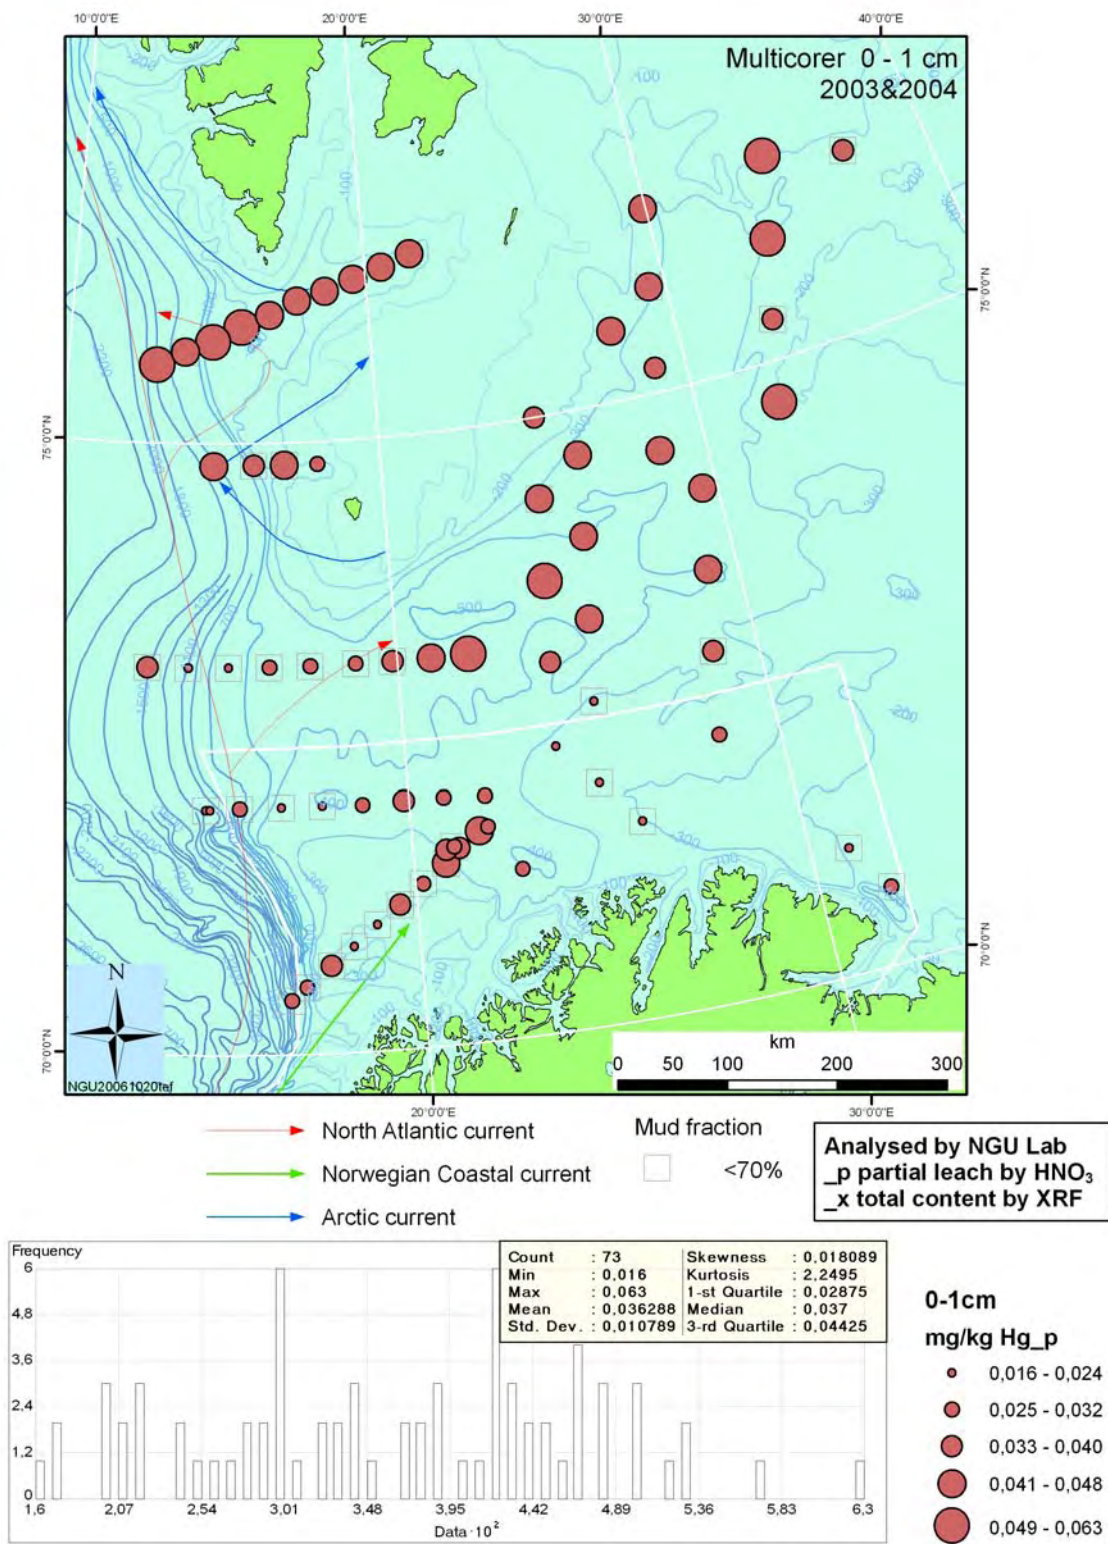 10°0'0"E 20°0'0"E 30°0'0"E 40°0'0"E
Multicorer 0 - 1 cm
2003&2004
75°0'0"N
75°0'0"N
70°0'0"N
70°0'0"N
N
NGU20061020tef
km
0 50 100 200 300
20°0'0"E 30°0'0"E
North Atlantic current
Norwegian Coastal current
Arctic current
Mud fraction
<70%
Analysed by NGU Lab
_p partial leach by HNO₃
_x total content by XRF
Frequency
6
4,8
3,6
2,4
1,2
0
1,6 2,07 2,54 3,01 3,48 3,95 4,42 4,89 5,36 5,83 6,3
Data · 10²
Count : 73 Skewness : 0,018089
Min : 0,016 Kurtosis : 2,2495
Max : 0,063 1-st Quartile : 0,02875
Mean : 0,036288 Median : 0,037
Std. Dev. : 0,010789 3-rd Quartile : 0,04425
0-1cm
mg/kg Hg_p
0,016 - 0,024
0,025 - 0,032
0,033 - 0,040
0,041 - 0,048
0,049 - 0,063